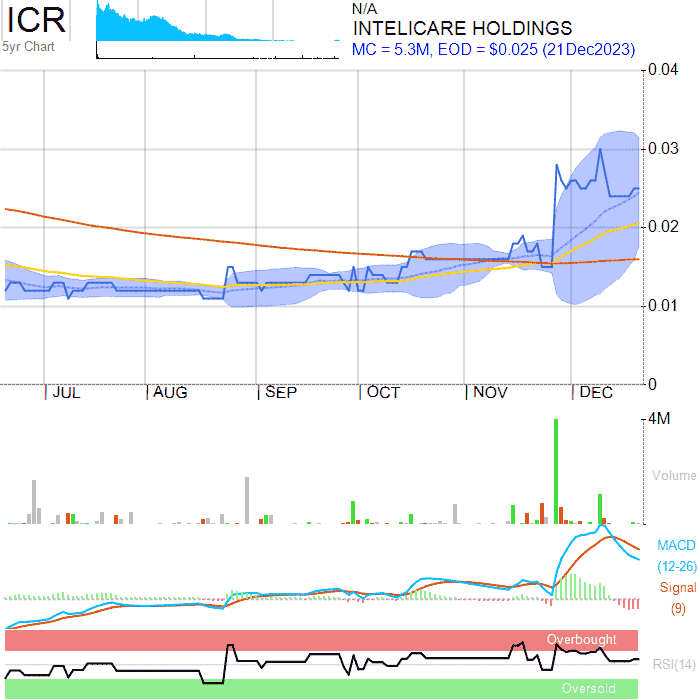 ICR
5yr Chart
N/A
INTELICARE HOLDINGS
MC = 5.3M, EOD = $0.025 (21Dec2023)
0.04
0.03
0.02
0.01
0
JUL AUG SEP OCT NOV DEC
4M
Volume
MACD
(12-26)
Signal
(9)
Overbought
RSI(14)
Oversold